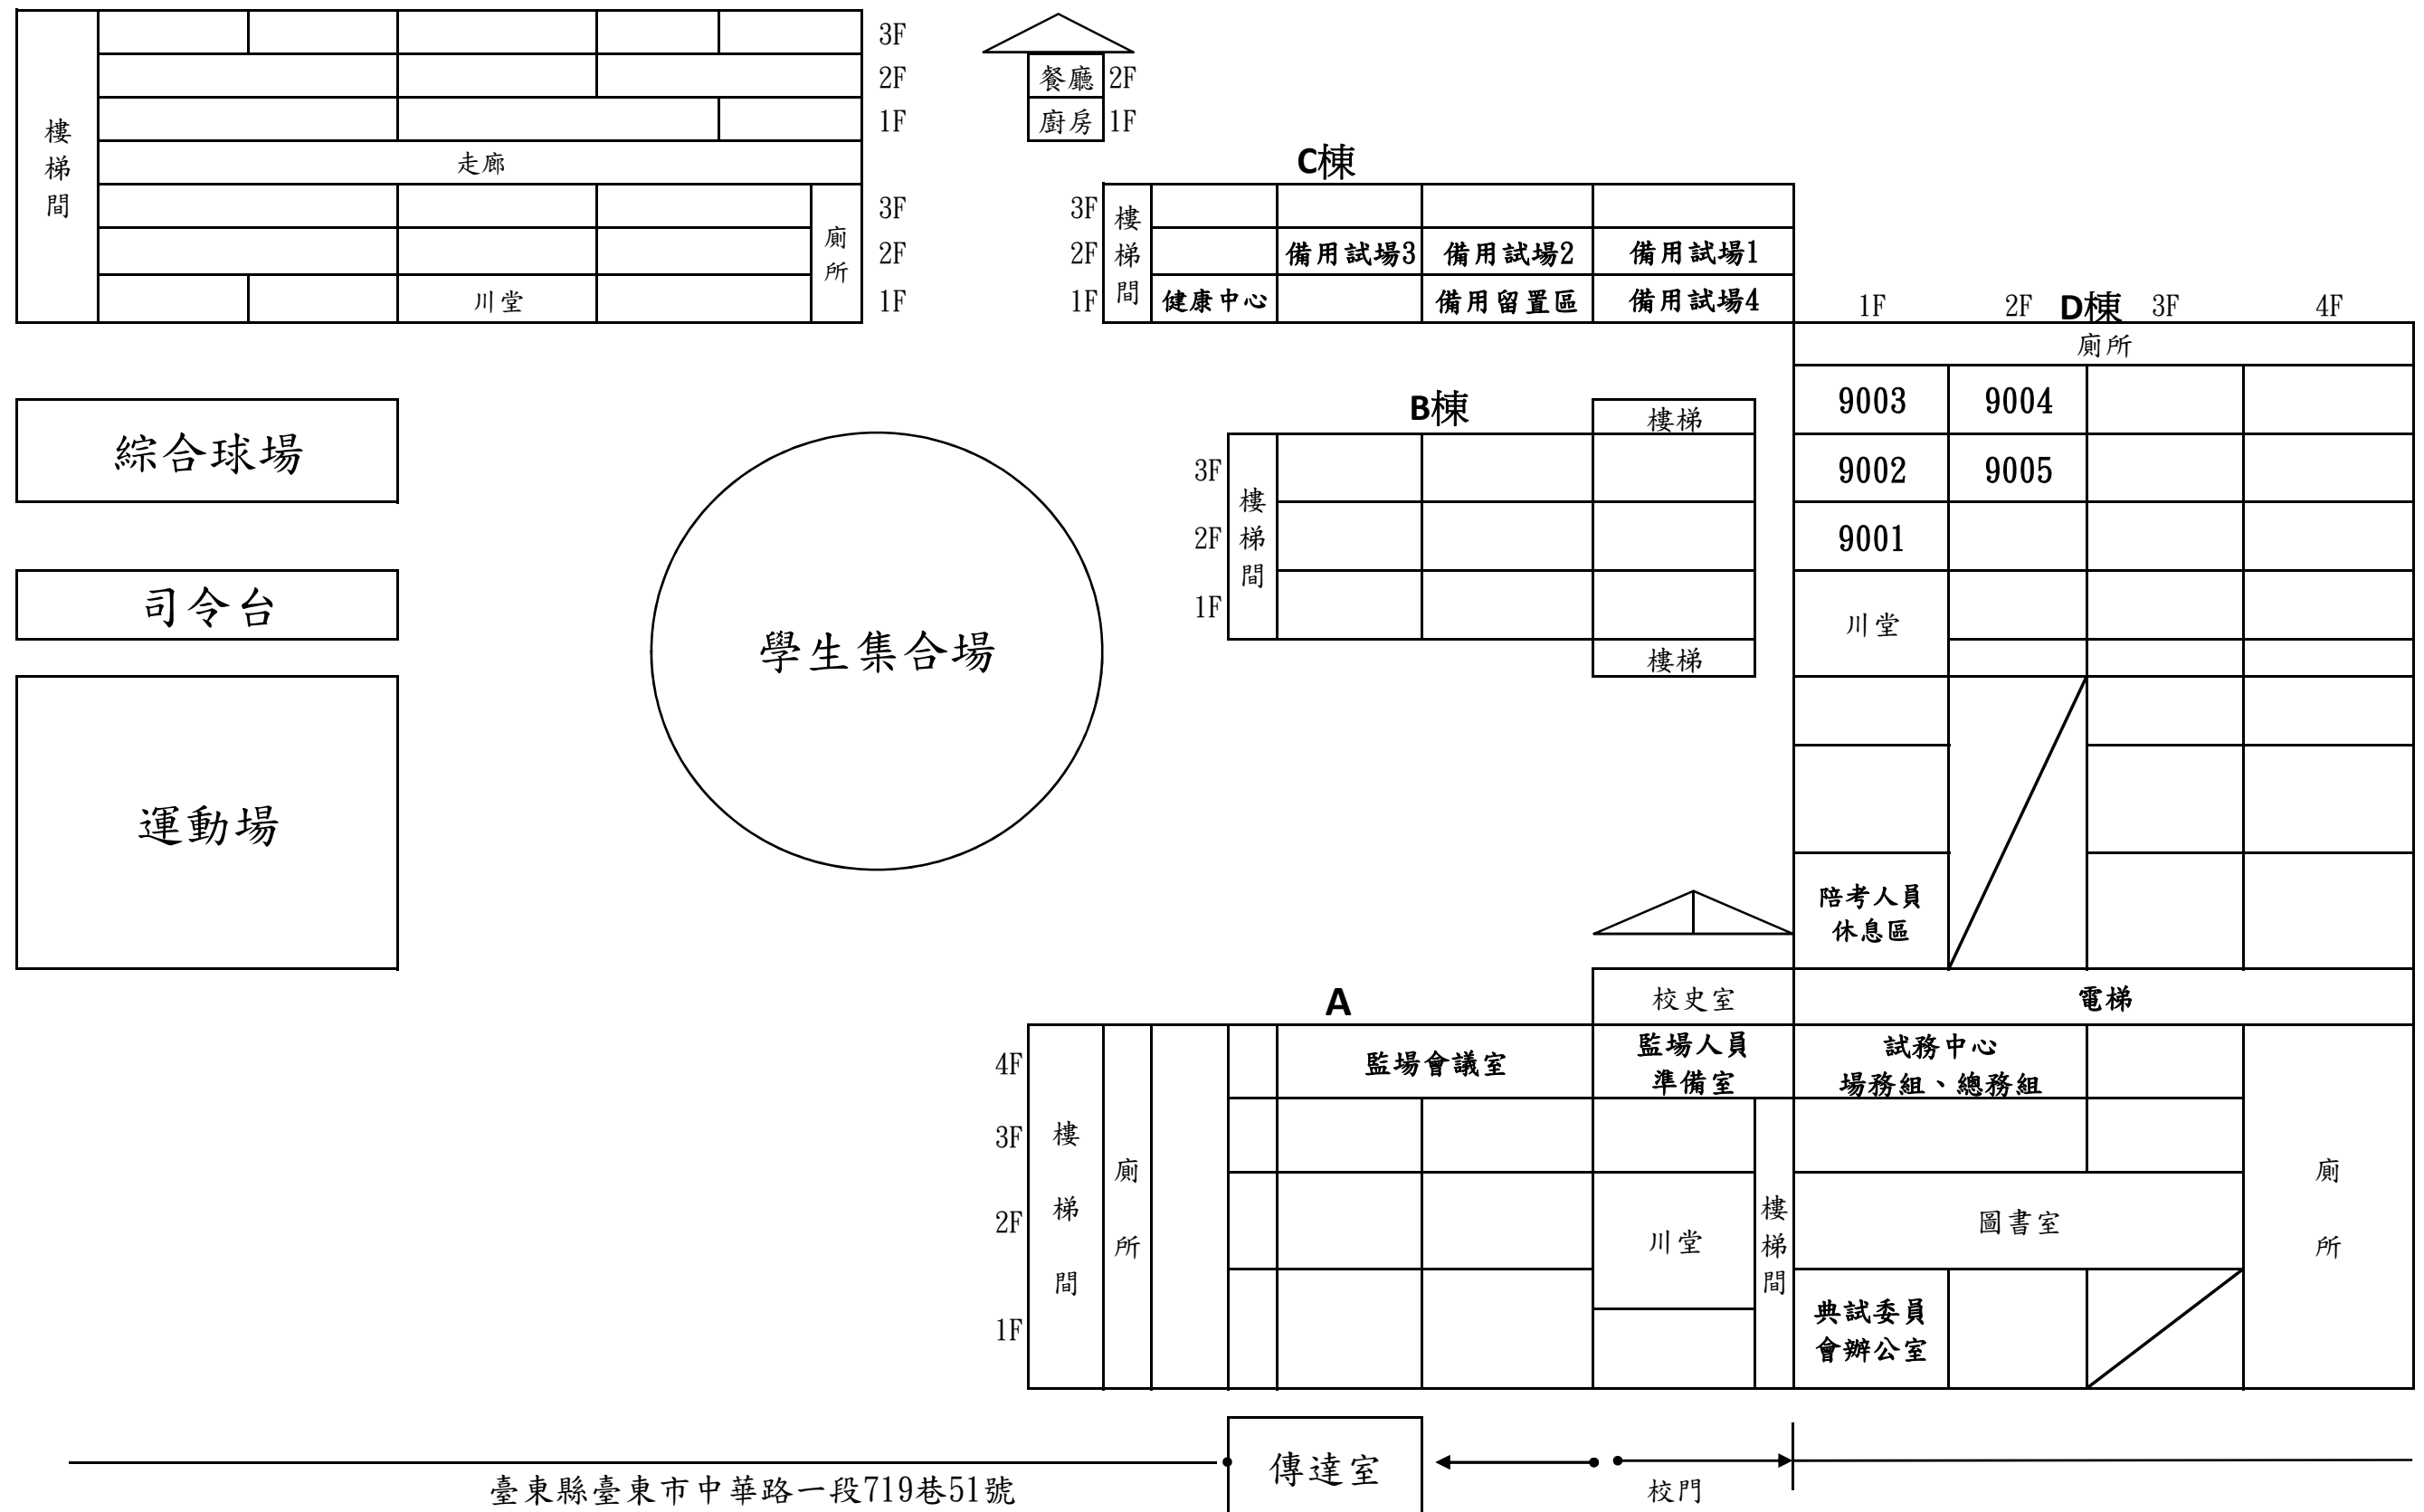 3F
餐廳 2F
2F
廚房 1F
1F
樓梯間
走廊
C棟
3F
3F
樓梯間
廁所
2F
2F
備用試場3
備用試場2
備用試場1
川堂
1F
1F
健康中心
備用留置區
備用試場4
1F
2F
D棟
3F
4F
廁所
綜合球場
B棟
樓梯
9003
9004
3F
樓梯間
9002
9005
2F
9001
司令台
1F
川堂
學生集合場
樓梯
運動場
陪考人員
休息區
A
校史室
電梯
4F
監場會議室
監場人員
準備室
試務中心
場務組、總務組
3F
樓梯間
廁所
廁所
2F
川堂
樓梯間
圖書室
1F
典試委員
會辦公室
傳達室
校門
臺東縣臺東市中華路一段719巷51號